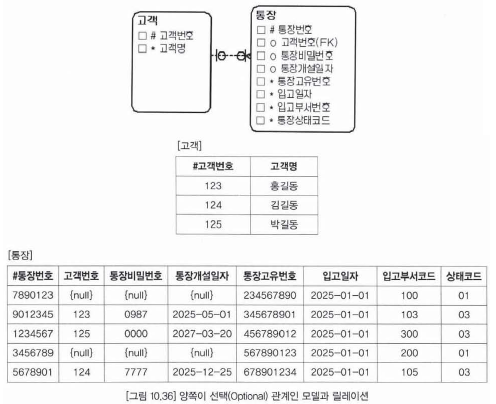 고객
□ # 고객번호
□ * 고객명
통장
□ # 통장번호
□ o 고객번호(FK)
□ o 통장비밀번호
□ o 통장개설일자
□ * 통장고유번호
□ * 입고일자
□ * 입고부서번호
□ * 통장상태코드
[고객]
#고객번호 고객명
123 홍길동
124 김길동
125 박길동
[통장]
#통장번호 고객번호 통장비밀번호 통장개설일자 통장고유번호 입고일자 입고부서코드 상태코드
7890123 {null} {null} {null} 234567890 2025-01-01 100 01
9012345 123 0987 2025-05-01 345678901 2025-01-01 103 03
1234567 125 0000 2027-03-20 456789012 2025-01-01 300 03
3456789 {null} {null} {null} 567890123 2025-01-01 200 01
5678901 124 7777 2025-12-25 678901234 2025-01-01 105 03
[그림 10.36] 양쪽이 선택(Optional) 관계인 모델과 릴레이션